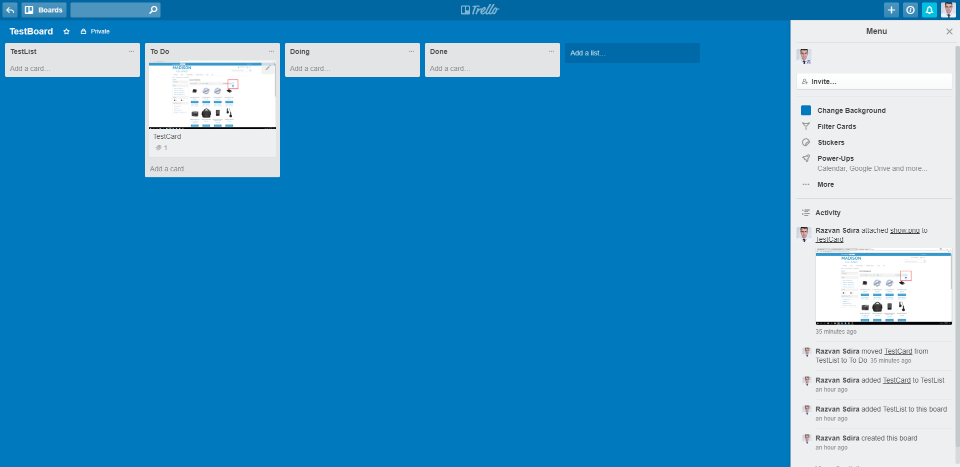 Boards
Trello
TestBoard
Private
TestList
Add a card...
To Do
MADISON
TestCard
1
Add a card
Doing
Add a card...
Done
Add a card...
Add a list...
Menu
Invite...
Change Background
Filter Cards
Stickers
Power-Ups
Calendar, Google Drive and more...
More
Activity
Razvan Sdira attached show.png to
TestCard
MADISON
35 minutes ago
Razvan Sdira moved TestCard from
TestList to To Do 35 minutes ago
Razvan Sdira added TestCard to TestList
an hour ago
Razvan Sdira added TestList to this board
an hour ago
Razvan Sdira created this board
an hour ago